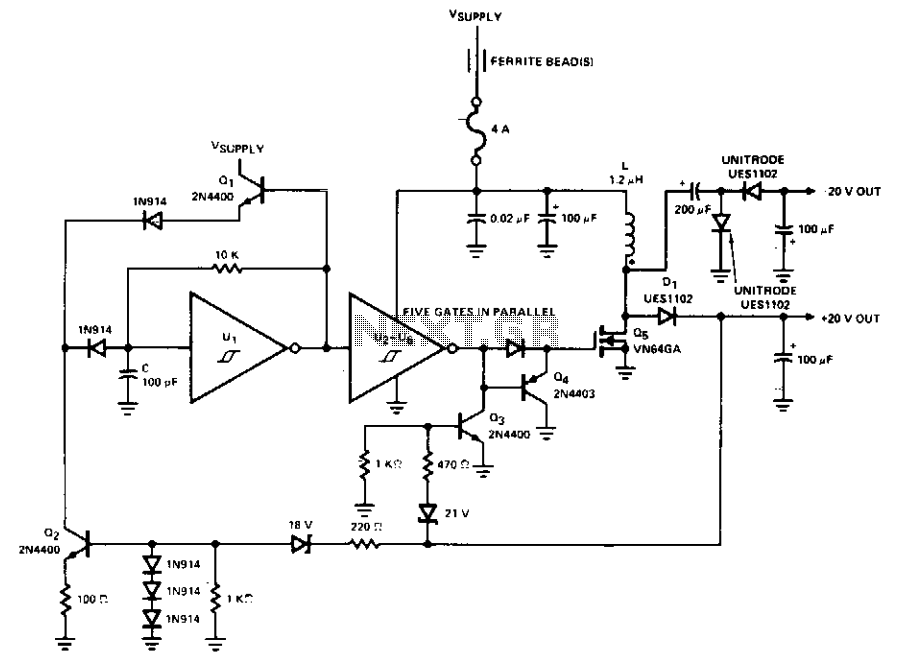 VSUPPLY
FERRITE BEAD(S)
4 A
VSUPPLY
Q1
2N4400
1N914
L
1.2 µH
UNITRODE
UES1102
-20 V OUT
200 µF
0.02 µF
100 µF
100 µF
10 K
UNITRODE
UES1102
D1
UES1102
FIVE GATES IN PARALLEL
1N914
U1
U2-U6
Q5
VN64GA
+20 V OUT
C
100 pF
100 µF
Q4
2N4403
Q3
2N4400
1 KΩ
470 Ω
21 V
Q2
2N4400
18 V
220 Ω
1N914
100 Ω
1N914
1 KΩ
1N914